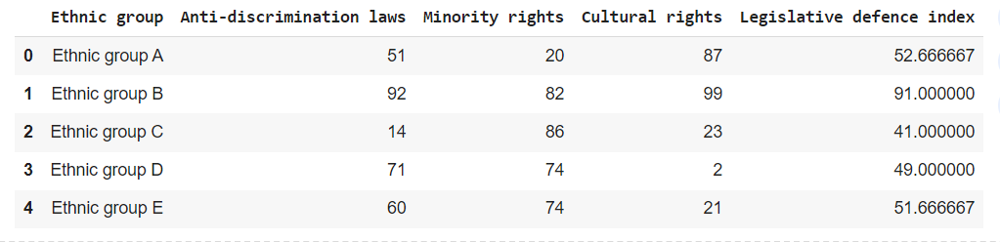 Ethnic group Anti-discrimination laws Minority rights Cultural rights Legislative defence index
0 Ethnic group A 51 20 87 52.666667
1 Ethnic group B 92 82 99 91.000000
2 Ethnic group C 14 86 23 41.000000
3 Ethnic group D 71 74 2 49.000000
4 Ethnic group E 60 74 21 51.666667